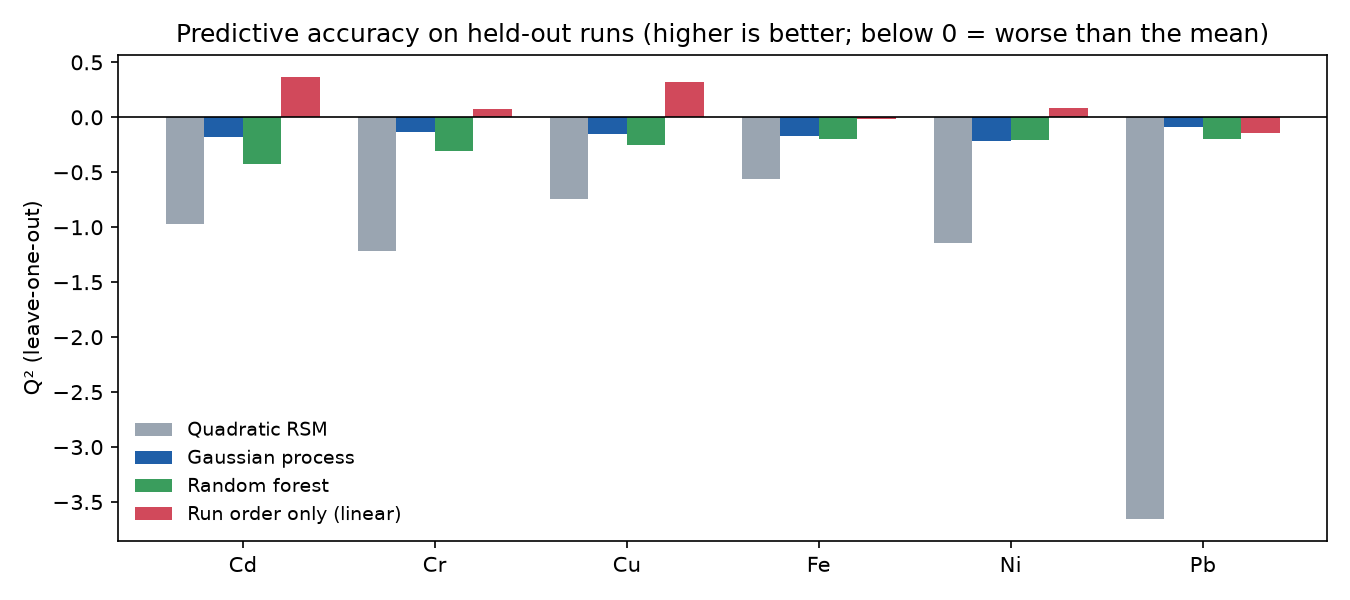 Predictive accuracy on held-out runs (higher is better; below 0 = worse than the mean)
Q² (leave-one-out)
0.5
0.0
−0.5
−1.0
−1.5
−2.0
−2.5
−3.0
−3.5
Quadratic RSM
Gaussian process
Random forest
Run order only (linear)
Cd Cr Cu Fe Ni Pb